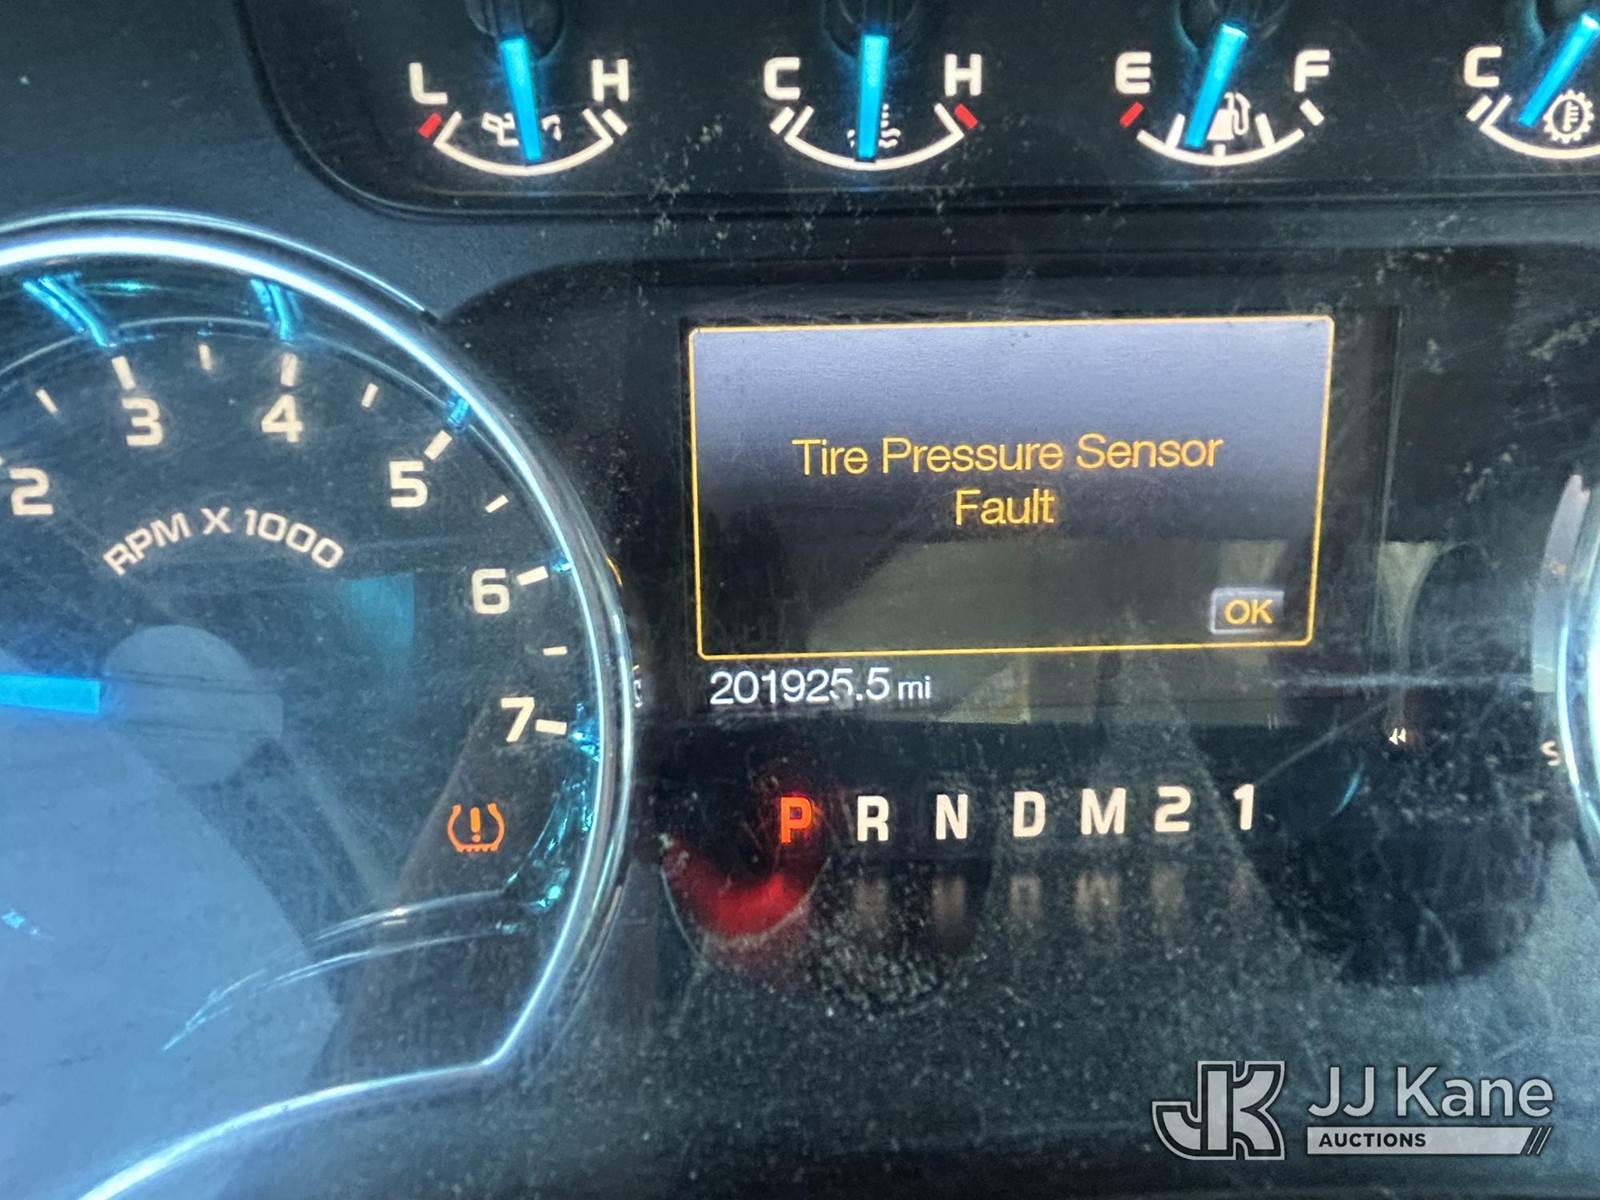 L H C H E F C
2 3 4 5 6 7
RPM X 1000
Tire Pressure Sensor
Fault
OK
201925.5 mi
P R N D M 2 1
JK JJ Kane
AUCTIONS